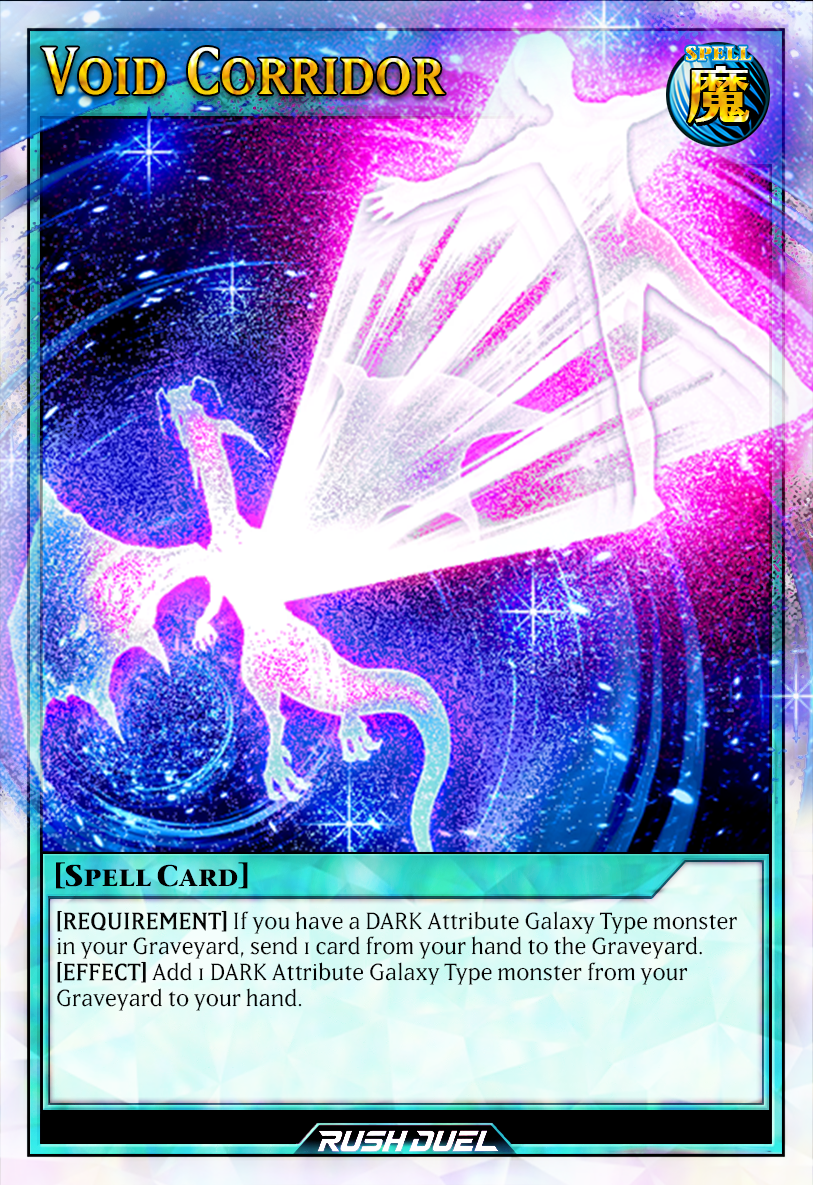 VOID CORRIDOR
SPELL
魔
[SPELL CARD]
[REQUIREMENT] If you have a DARK Attribute Galaxy Type monster
in your Graveyard, send 1 card from your hand to the Graveyard.
[EFFECT] Add 1 DARK Attribute Galaxy Type monster from your
Graveyard to your hand.
RUSH DUEL